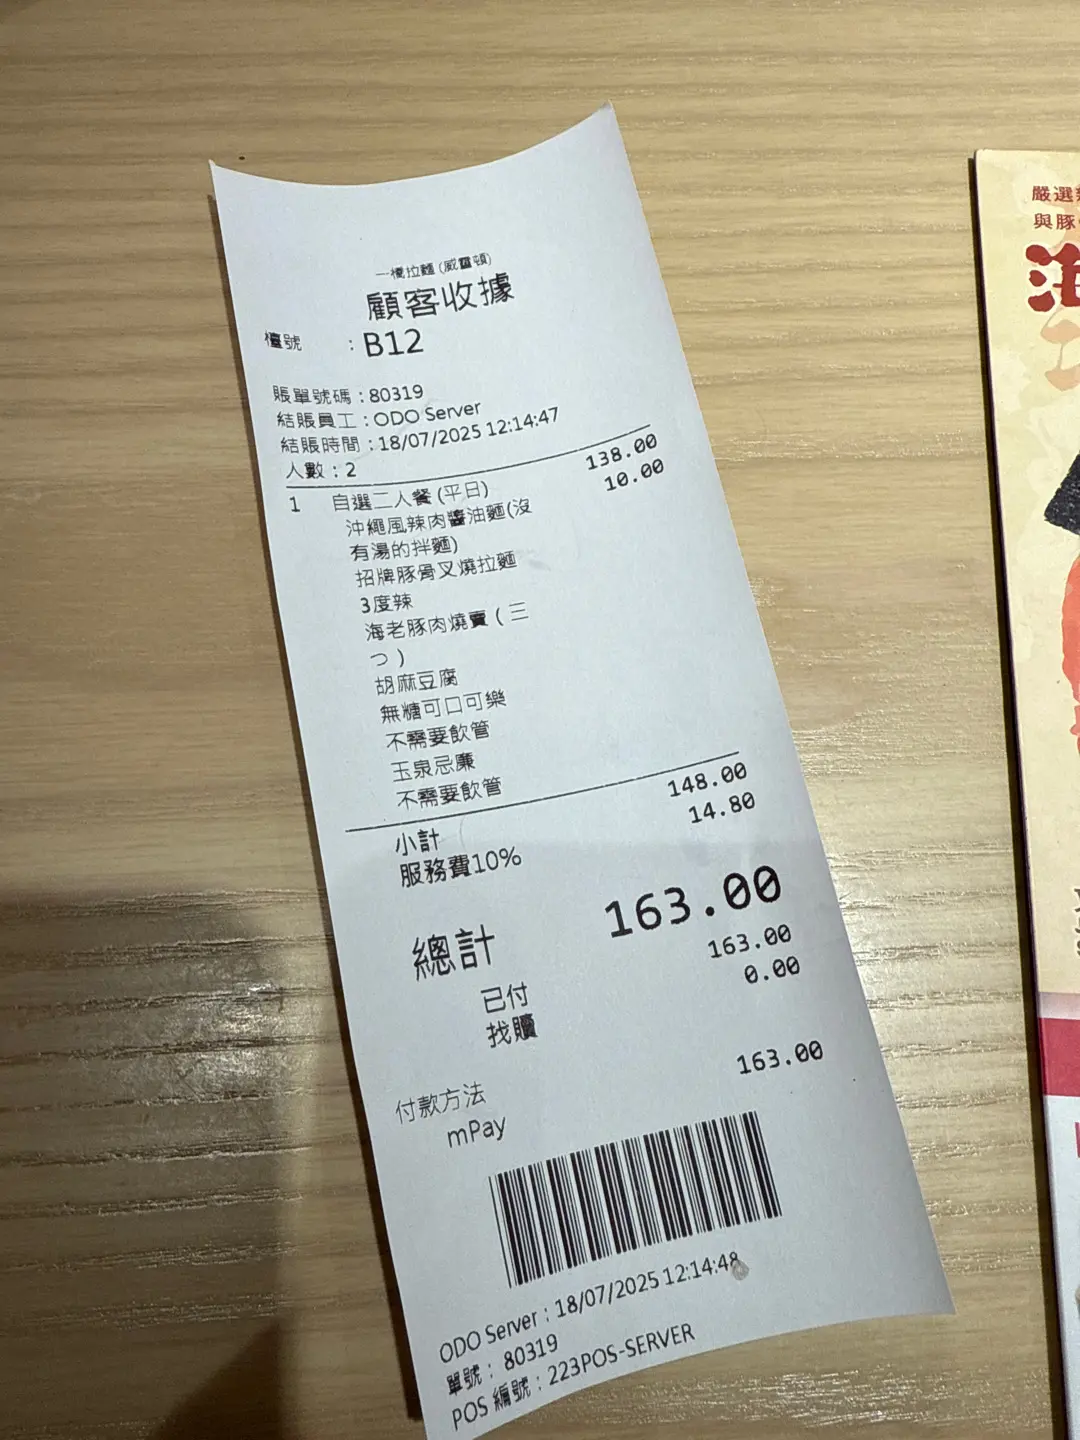 一橋拉麵 (威靈頓)
顧客收據
檯號 : B12
賬單號碼 : 80319
結賬員工 : ODO Server
結賬時間 : 18/07/2025 12:14:47
人數 : 2
1 自選二人餐 (平日) 138.00
沖繩風辣肉醬油麵(沒 10.00
有湯的拌麵)
招牌豚骨叉燒拉麵
3度辣
海老豚肉燒賣 ( 三
つ )
胡麻豆腐
無糖可口可樂
不需要飲管
玉泉忌廉
不需要飲管
小計 148.00
服務費10% 14.80
總計 163.00
已付 163.00
找贖 0.00
付款方法
mPay 163.00
ODO Server : 18/07/2025 12:14:48
單號 : 80319
POS 編號 : 223POS-SERVER
嚴選
與豚
海